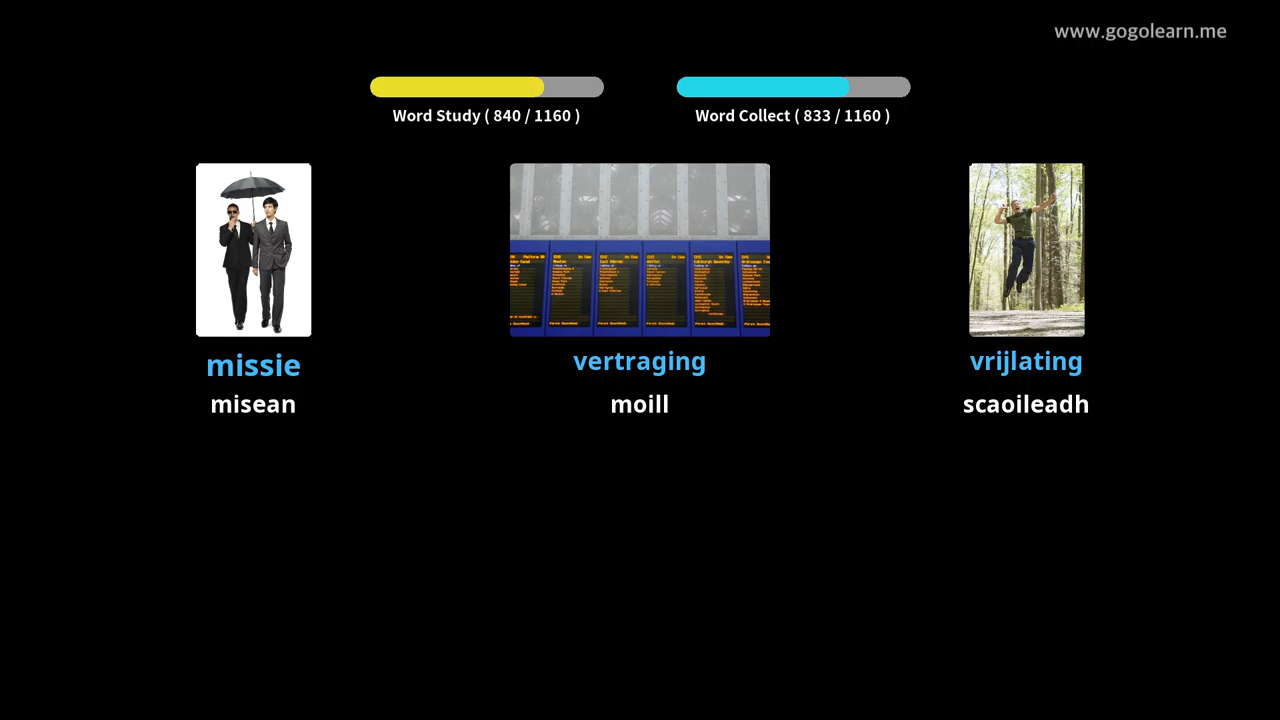 www.gogolearn.me
Word Study ( 840 / 1160 )
Word Collect ( 833 / 1160 )
missie
vertraging
vrijlating
misean
moill
scaoileadh